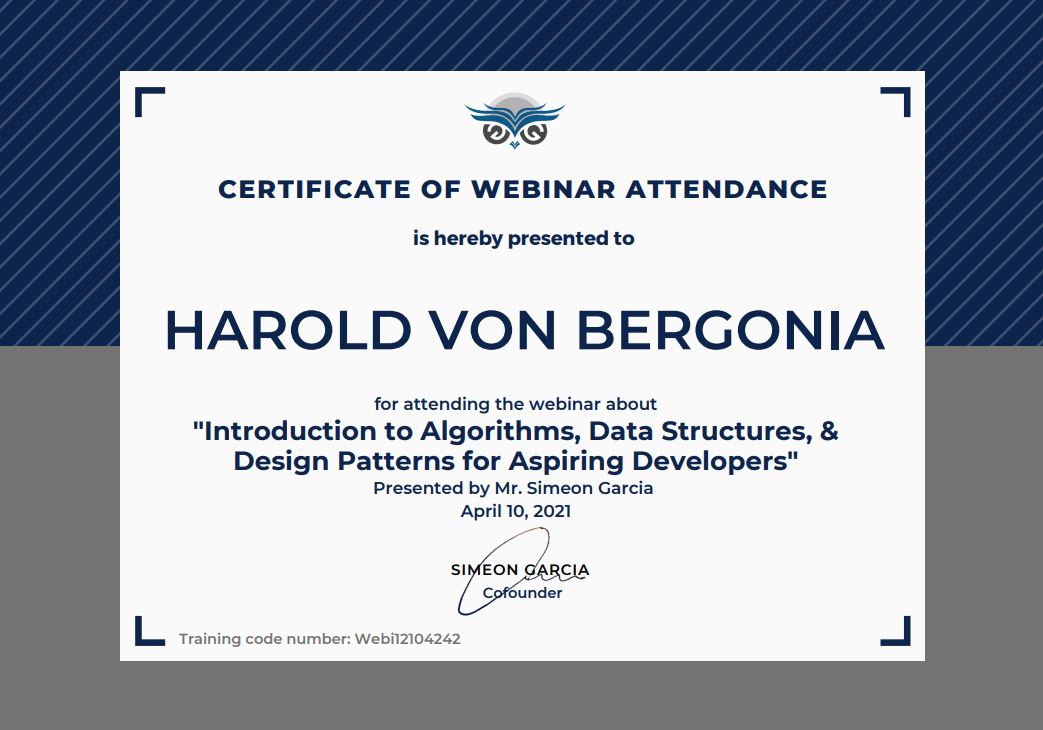 CERTIFICATE OF WEBINAR ATTENDANCE
is hereby presented to
HAROLD VON BERGONIA
for attending the webinar about
"Introduction to Algorithms, Data Structures, &
Design Patterns for Aspiring Developers"
Presented by Mr. Simeon Garcia
April 10, 2021
SIMEON GARCIA
Cofounder
Training code number: Webi12104242